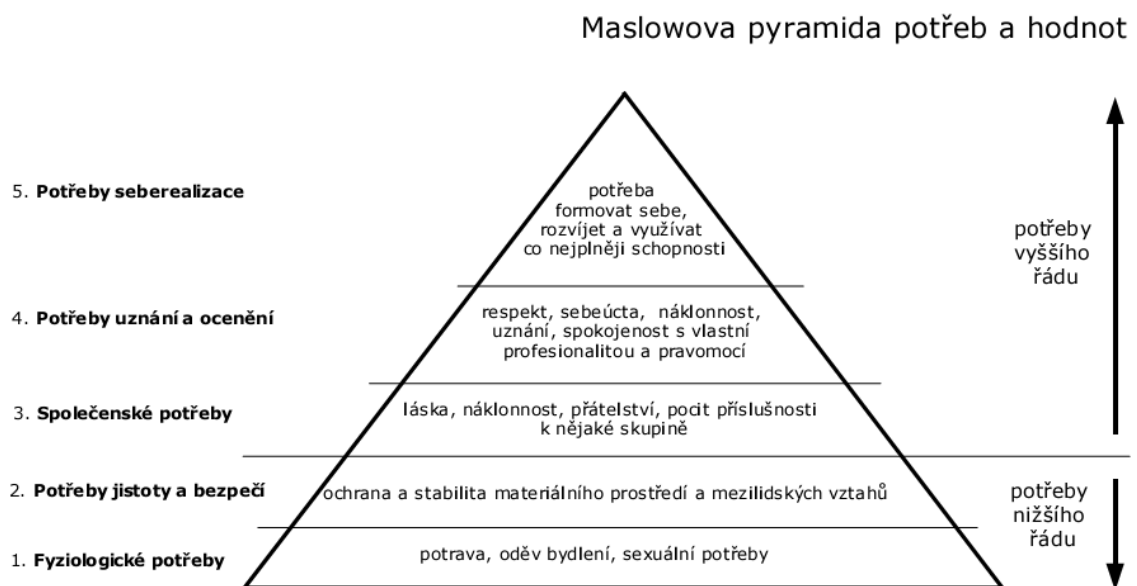 Maslowova pyramida potřeb a hodnot
5. Potřeby seberealizace
potřeba
formovat sebe,
rozvíjet a využívat
co nejplněji schopnosti
potřeby
vyššího
řádu
4. Potřeby uznání a ocenění
respekt, sebeúcta, náklonnost,
uznání, spokojenost s vlastní
profesionalitou a pravomocí
3. Společenské potřeby
láska, náklonnost, přátelství, pocit příslušnosti
k nějaké skupině
2. Potřeby jistoty a bezpečí
ochrana a stabilita materiálního prostředí a mezilidských vztahů
potřeby
nižšího
řádu
1. Fyziologické potřeby
potrava, oděv bydlení, sexuální potřeby